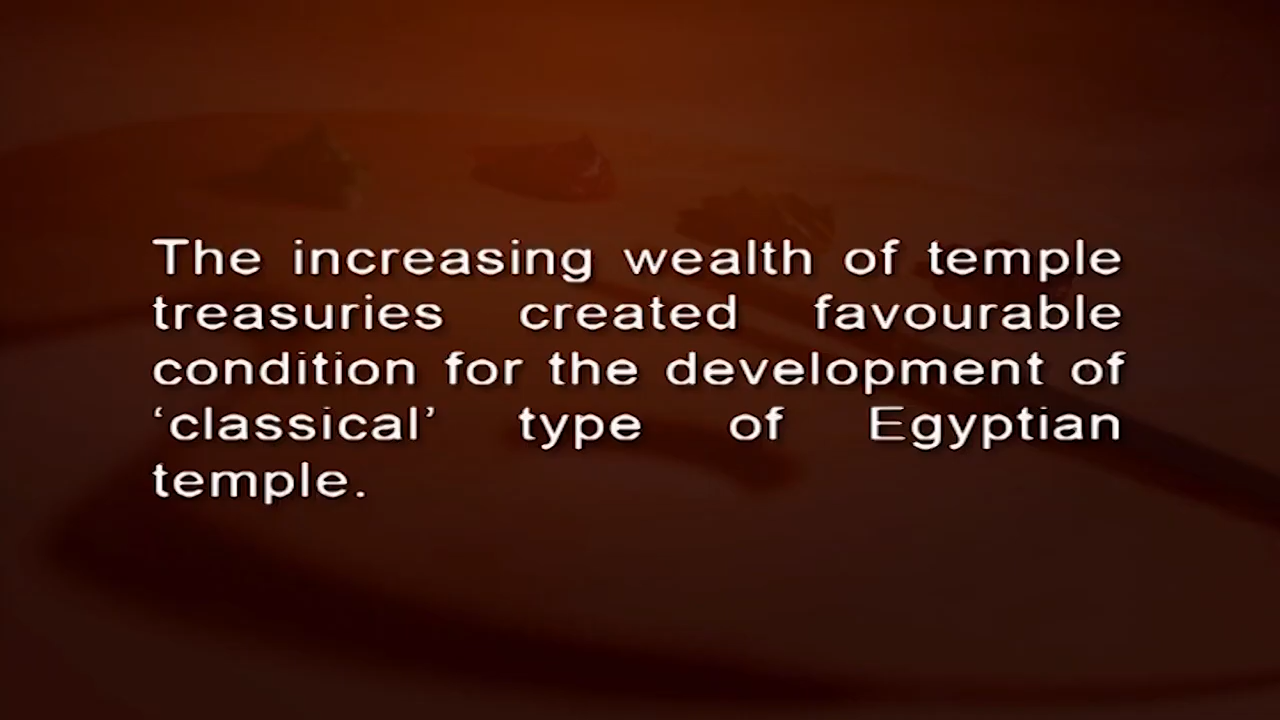 The increasing wealth of temple
treasuries created favourable
condition for the development of
‘classical’ type of Egyptian
temple.